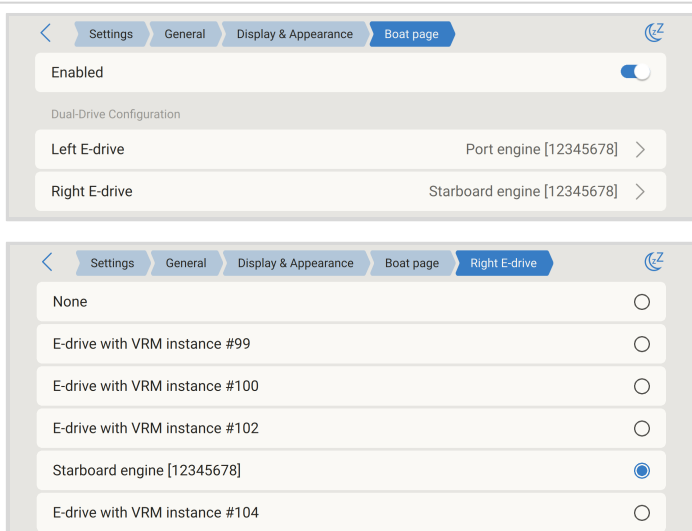 Settings General Display & Appearance Boat page
Enabled
Dual-Drive Configuration
Left E-drive Port engine [12345678]
Right E-drive Starboard engine [12345678]
Settings General Display & Appearance Boat page Right E-drive
None
E-drive with VRM instance #99
E-drive with VRM instance #100
E-drive with VRM instance #102
Starboard engine [12345678]
E-drive with VRM instance #104